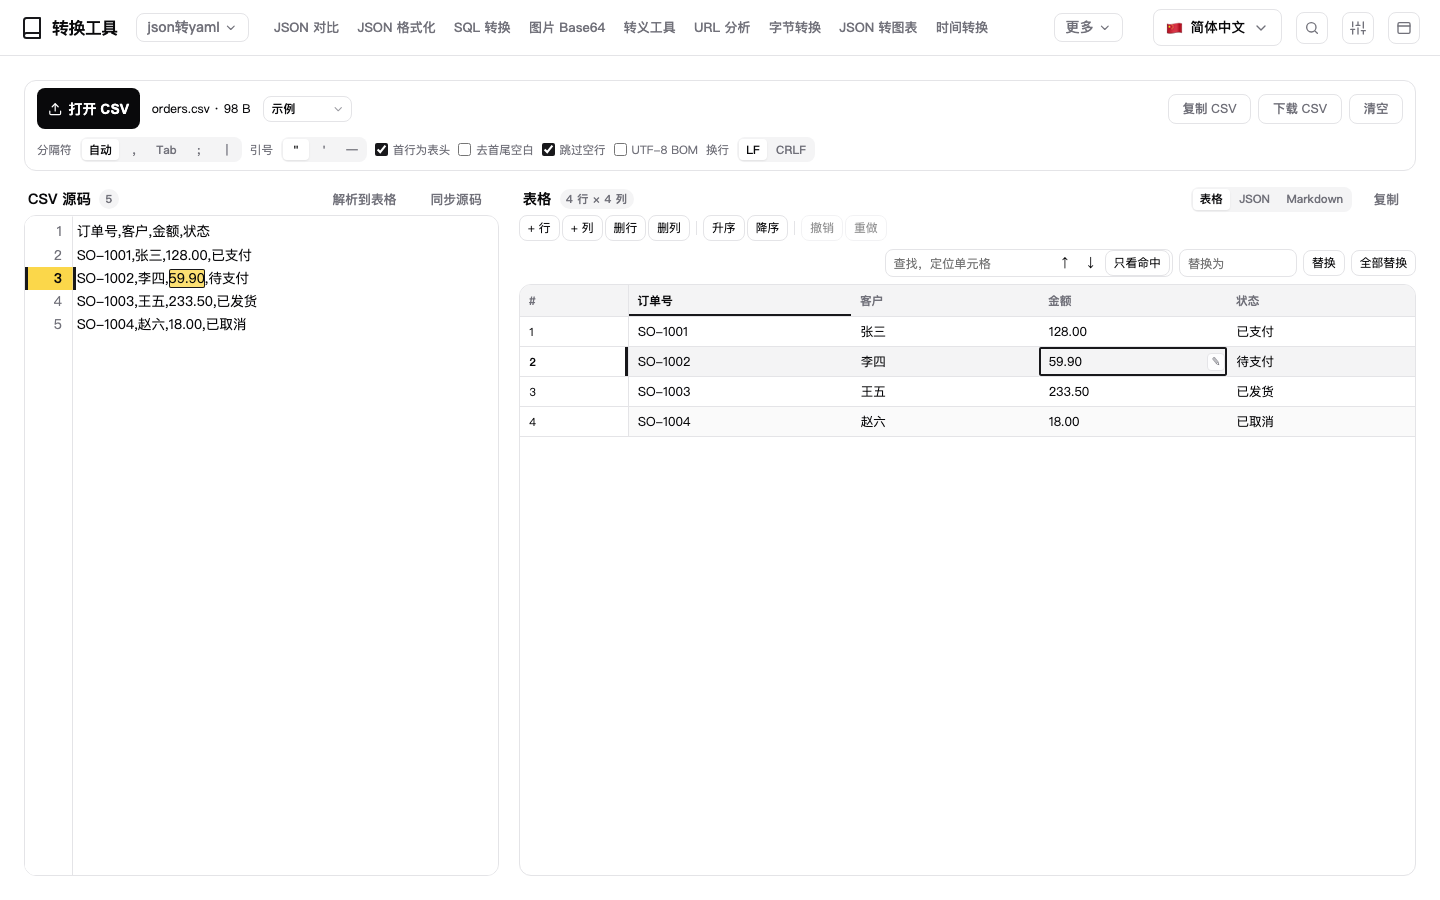 转换工具 json转yaml JSON 对比 JSON 格式化 SQL 转换 图片 Base64 转义工具 URL 分析 字节转换 JSON 转图表 时间转换 更多 简体中文
打开 CSV orders.csv · 98 B 示例 复制 CSV 下载 CSV 清空
分隔符 自动 , Tab ; | 引号 " ' — 首行为表头 去首尾空白 跳过空行 UTF-8 BOM 换行 LF CRLF
CSV 源码 5 解析到表格 同步源码
1 订单号,客户,金额,状态
2 SO-1001,张三,128.00,已支付
3 SO-1002,李四,59.90,待支付
4 SO-1003,王五,233.50,已发货
5 SO-1004,赵六,18.00,已取消
表格 4 行 × 4 列 表格 JSON Markdown 复制
+ 行 + 列 删行 删列 升序 降序 撤销 重做
查找，定位单元格 ↑ ↓ 只看命中 替换为 替换 全部替换
# 订单号 客户 金额 状态
1 SO-1001 张三 128.00 已支付
2 SO-1002 李四 59.90 待支付
3 SO-1003 王五 233.50 已发货
4 SO-1004 赵六 18.00 已取消